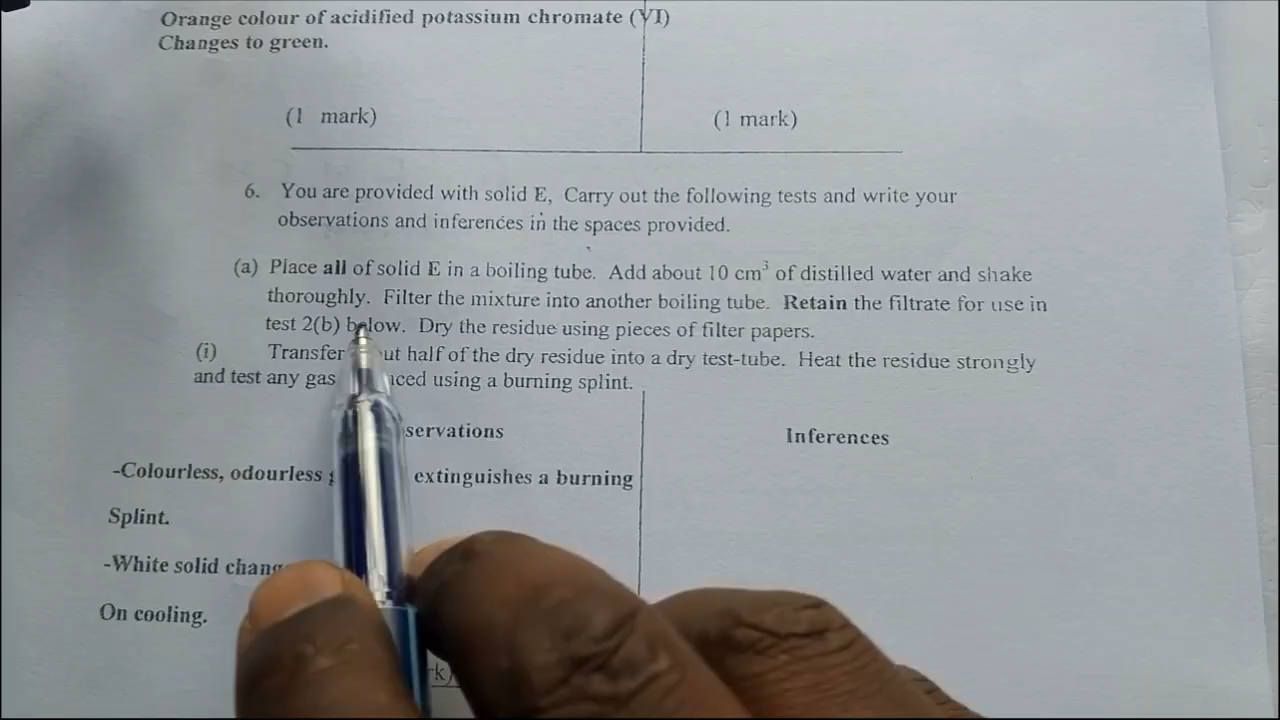 Orange colour of acidified potassium chromate (VI)
Changes to green.
(1 mark)
(1 mark)
6. You are provided with solid E, Carry out the following tests and write your
observations and inferences in the spaces provided.
(a) Place all of solid E in a boiling tube. Add about 10 cm³ of distilled water and shake
thoroughly. Filter the mixture into another boiling tube. Retain the filtrate for use in
test 2(b) below. Dry the residue using pieces of filter papers.
(i) Transfer half of the dry residue into a dry test-tube. Heat the residue strongly
and test any gas using a burning splint.
Inferences
-Colourless, odourless extinguishes a burning
Splint.
-White solid
On cooling.